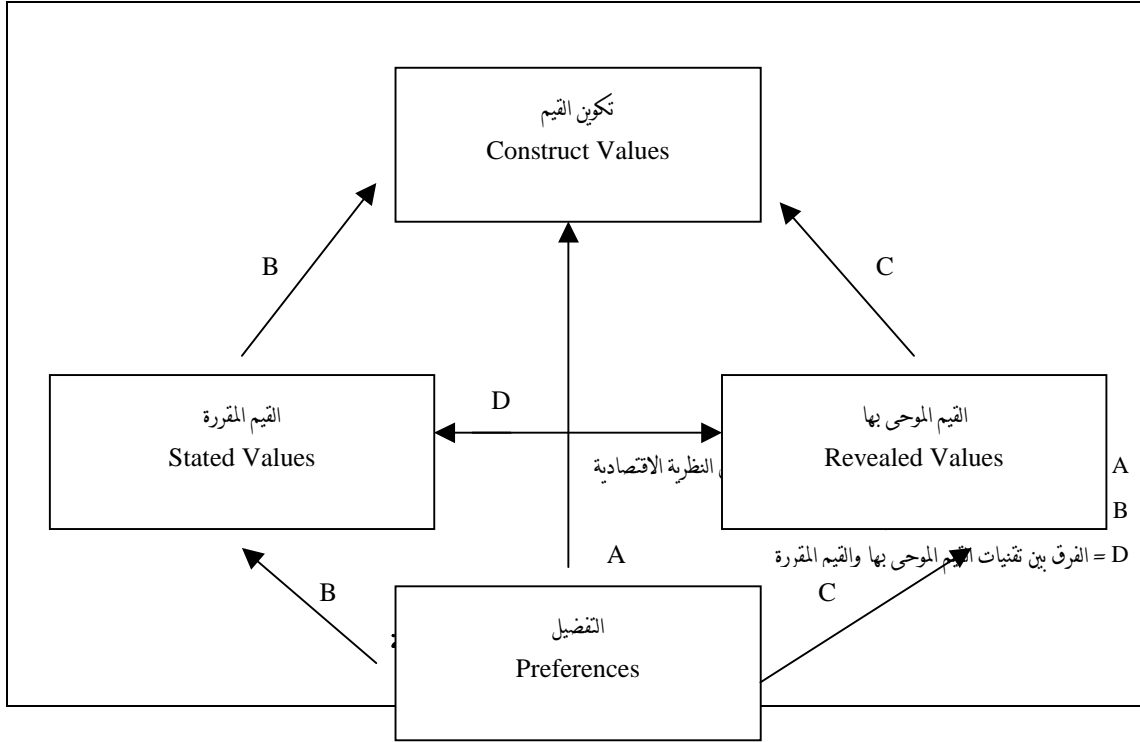 تكوين القيم
Construct Values
B
C
القيم المقررة
Stated Values
D
القيم الموحى بها
Revealed Values
النظرية الاقتصادية
A
B
D = الفرق بين تقنيات القيم الموحى بها والقيم المقررة
A
B
C
التفضيل
Preferences